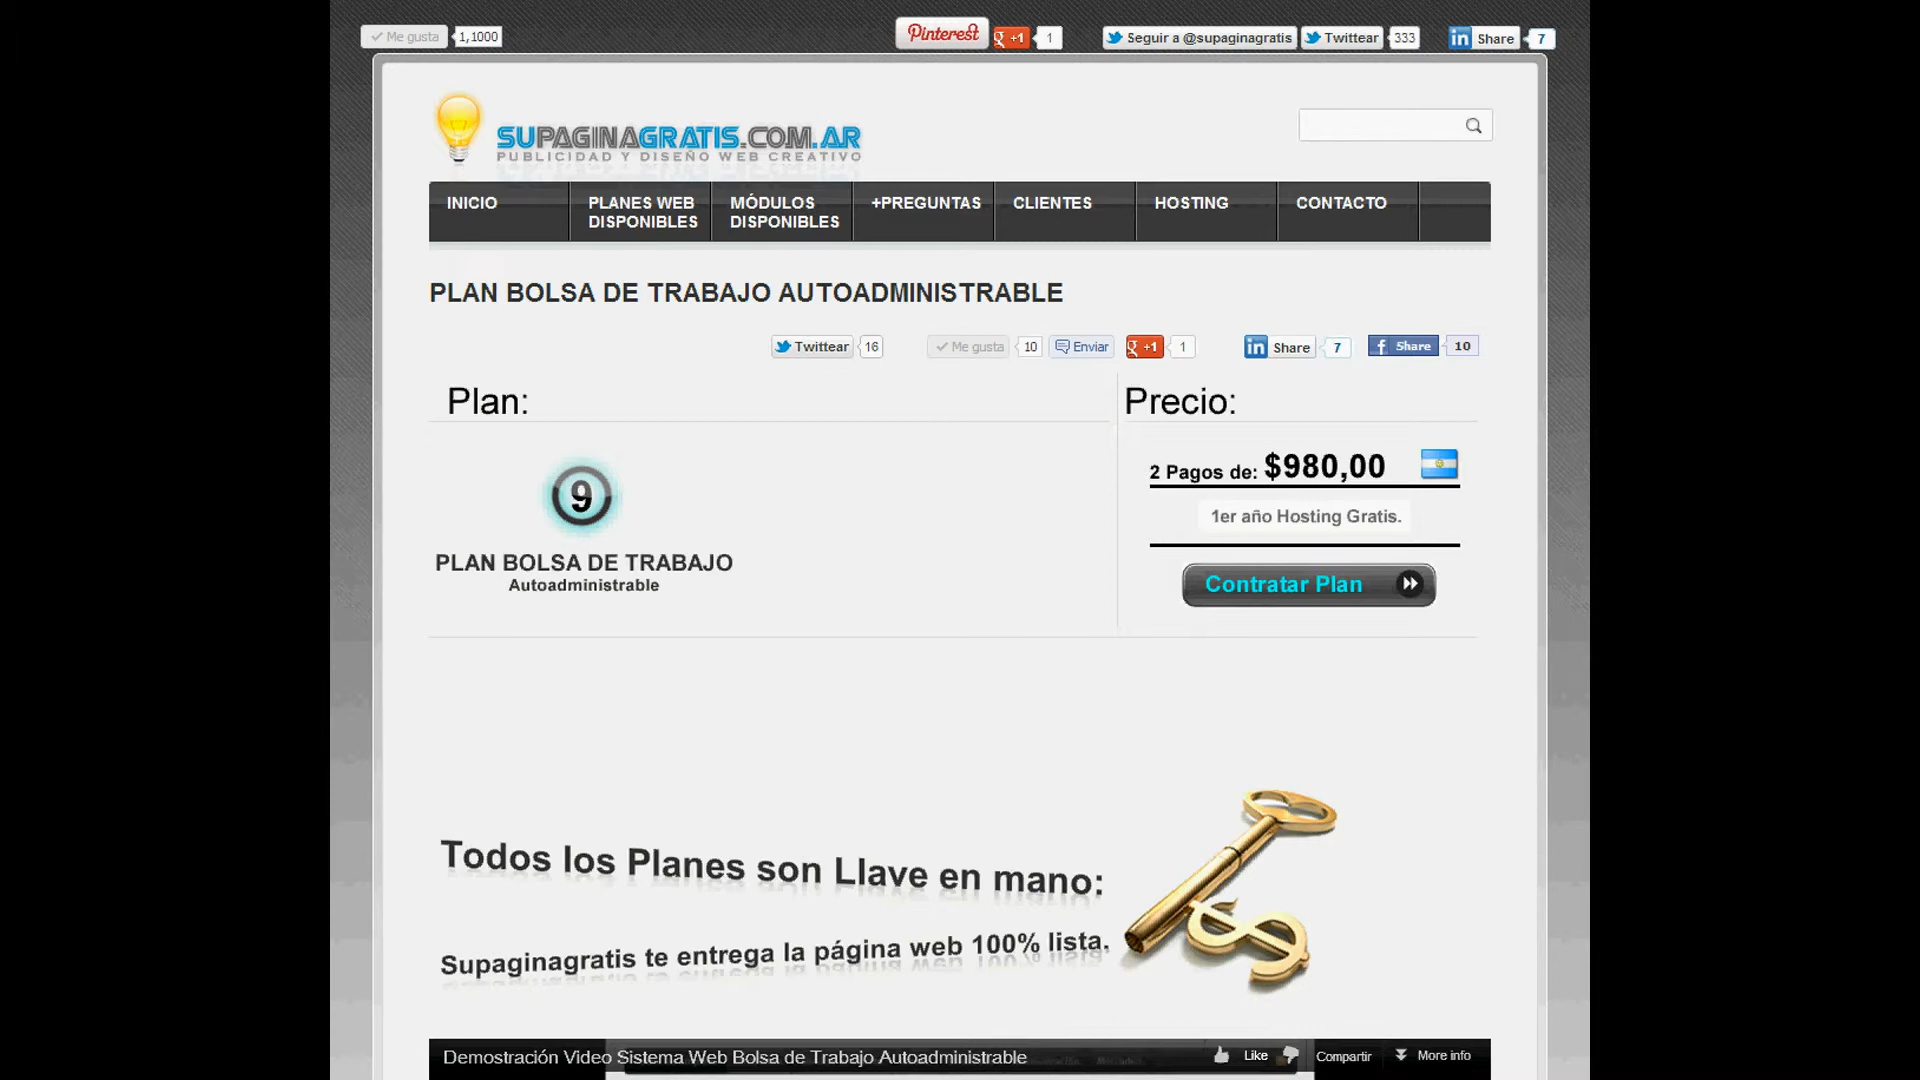 Me gusta 1,1000
Pinterest +1 1 Seguir a @supaginagratis Twittear 333 in Share 7
SUPAGINAGRATIS.COM.AR
PUBLICIDAD Y DISEÑO WEB CREATIVO
INICIO
PLANES WEB
DISPONIBLES
MÓDULOS
DISPONIBLES
+PREGUNTAS
CLIENTES
HOSTING
CONTACTO
PLAN BOLSA DE TRABAJO AUTOADMINISTRABLE
Twittear 16 Me gusta 10 Enviar +1 1 in Share 7 f Share 10
Plan:
9
PLAN BOLSA DE TRABAJO
Autoadministrable
Precio:
2 Pagos de: $980,00
1er año Hosting Gratis.
Contratar Plan
Todos los Planes son Llave en mano:
Supaginagratis te entrega la página web 100% lista.
Demostración Video Sistema Web Bolsa de Trabajo Autoadministrable Like Compartir More info